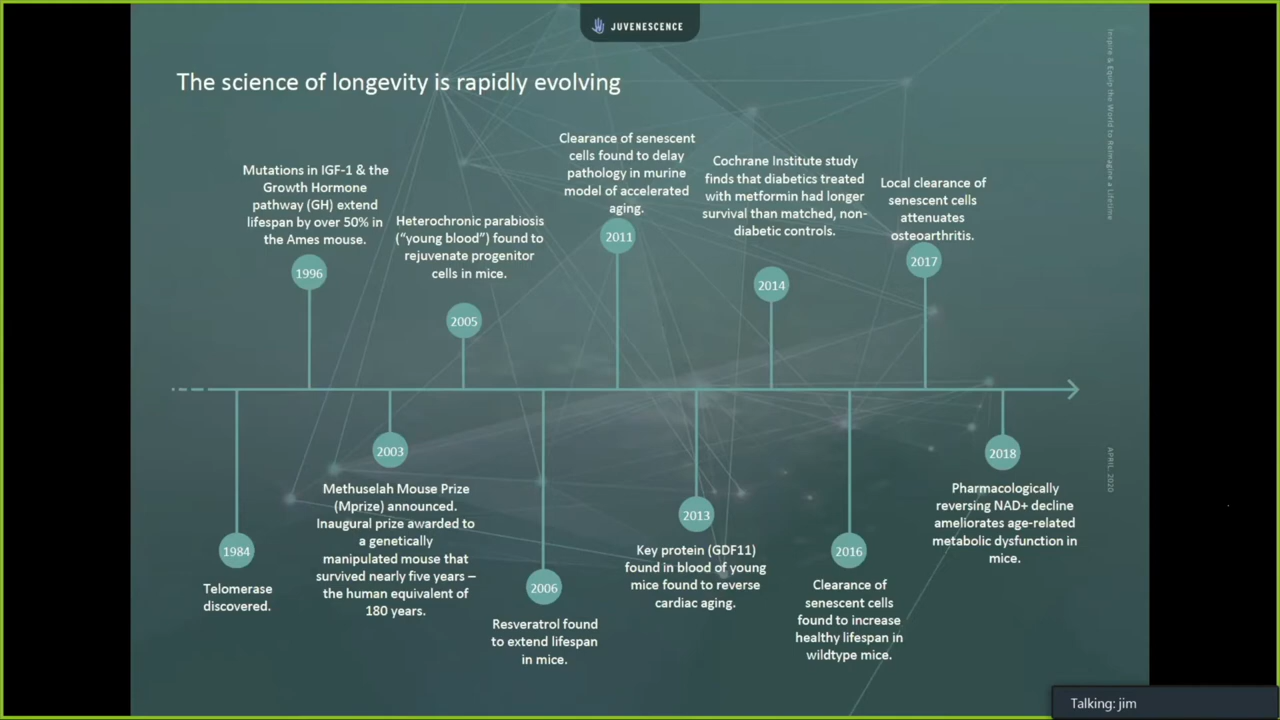 JUVENESCENCE
The science of longevity is rapidly evolving
Inspire & Equip the World to Reimagine a Lifetime
Mutations in IGF-1 & the
Growth Hormone
pathway (GH) extend
lifespan by over 50% in
the Ames mouse.
1996
Heterochronic parabiosis
(“young blood”) found to
rejuvenate progenitor
cells in mice.
2005
Clearance of senescent
cells found to delay
pathology in murine
model of accelerated
aging.
2011
Cochrane Institute study
finds that diabetics treated
with metformin had longer
survival than matched, non-
diabetic controls.
2014
Local clearance of
senescent cells
attenuates
osteoarthritis.
2017
1984
Telomerase
discovered.
2003
Methuselah Mouse Prize
(Mprize) announced.
Inaugural prize awarded to
a genetically
manipulated mouse that
survived nearly five years –
the human equivalent of
180 years.
2006
Resveratrol found
to extend lifespan
in mice.
2013
Key protein (GDF11)
found in blood of young
mice found to reverse
cardiac aging.
2016
Clearance of
senescent cells
found to increase
healthy lifespan in
wildtype mice.
2018
Pharmacologically
reversing NAD+ decline
ameliorates age-related
metabolic dysfunction in
mice.
APRIL, 2020
Talking: jim